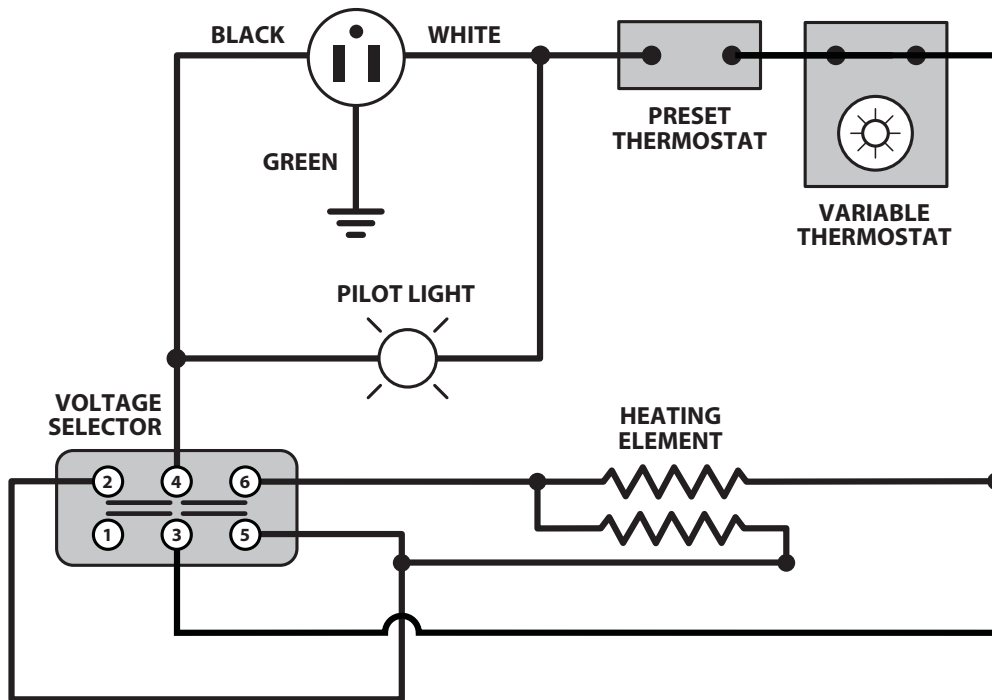 BLACK
WHITE
PRESET
THERMOSTAT
GREEN
VARIABLE
THERMOSTAT
PILOT LIGHT
VOLTAGE
SELECTOR
HEATING
ELEMENT
2 4 6
1 3 5